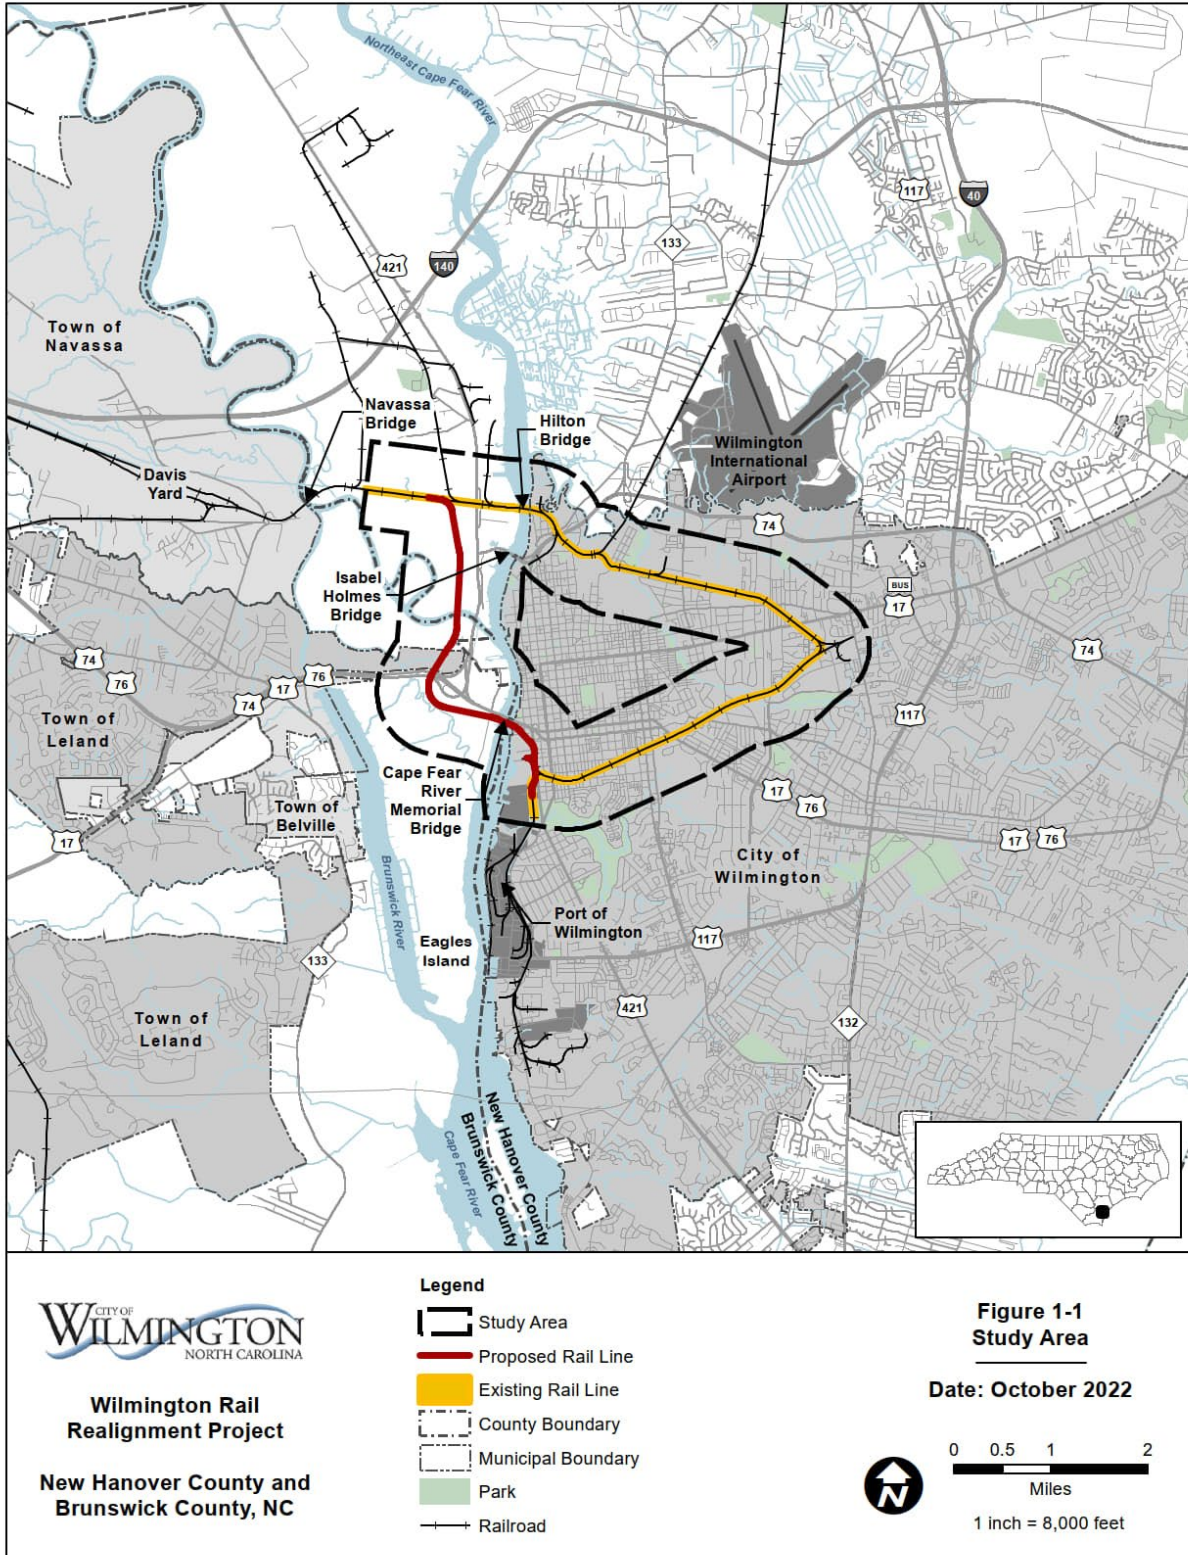 Northeast Cape Fear River
117
40
133
421
140
Town of
Navassa
Navassa
Bridge
Hilton
Bridge
Wilmington
International
Airport
Davis
Yard
74
Isabel
Holmes
Bridge
BUS
17
74
76
74
17
76
74
117
Town of
Leland
Cape Fear
River
Memorial
Bridge
Town of
Belville
17
76
17
17
76
City of
Wilmington
Brunswick River
Port of
Wilmington
Eagles
Island
117
133
421
132
Town of
Leland
New Hanover County
Brunswick County
Cape Fear River
CITY OF
WILMINGTON
NORTH CAROLINA
Wilmington Rail
Realignment Project
New Hanover County and
Brunswick County, NC
Legend
Study Area
Proposed Rail Line
Existing Rail Line
County Boundary
Municipal Boundary
Park
Railroad
Figure 1-1
Study Area
Date: October 2022
N
0 0.5 1 2
Miles
1 inch = 8,000 feet